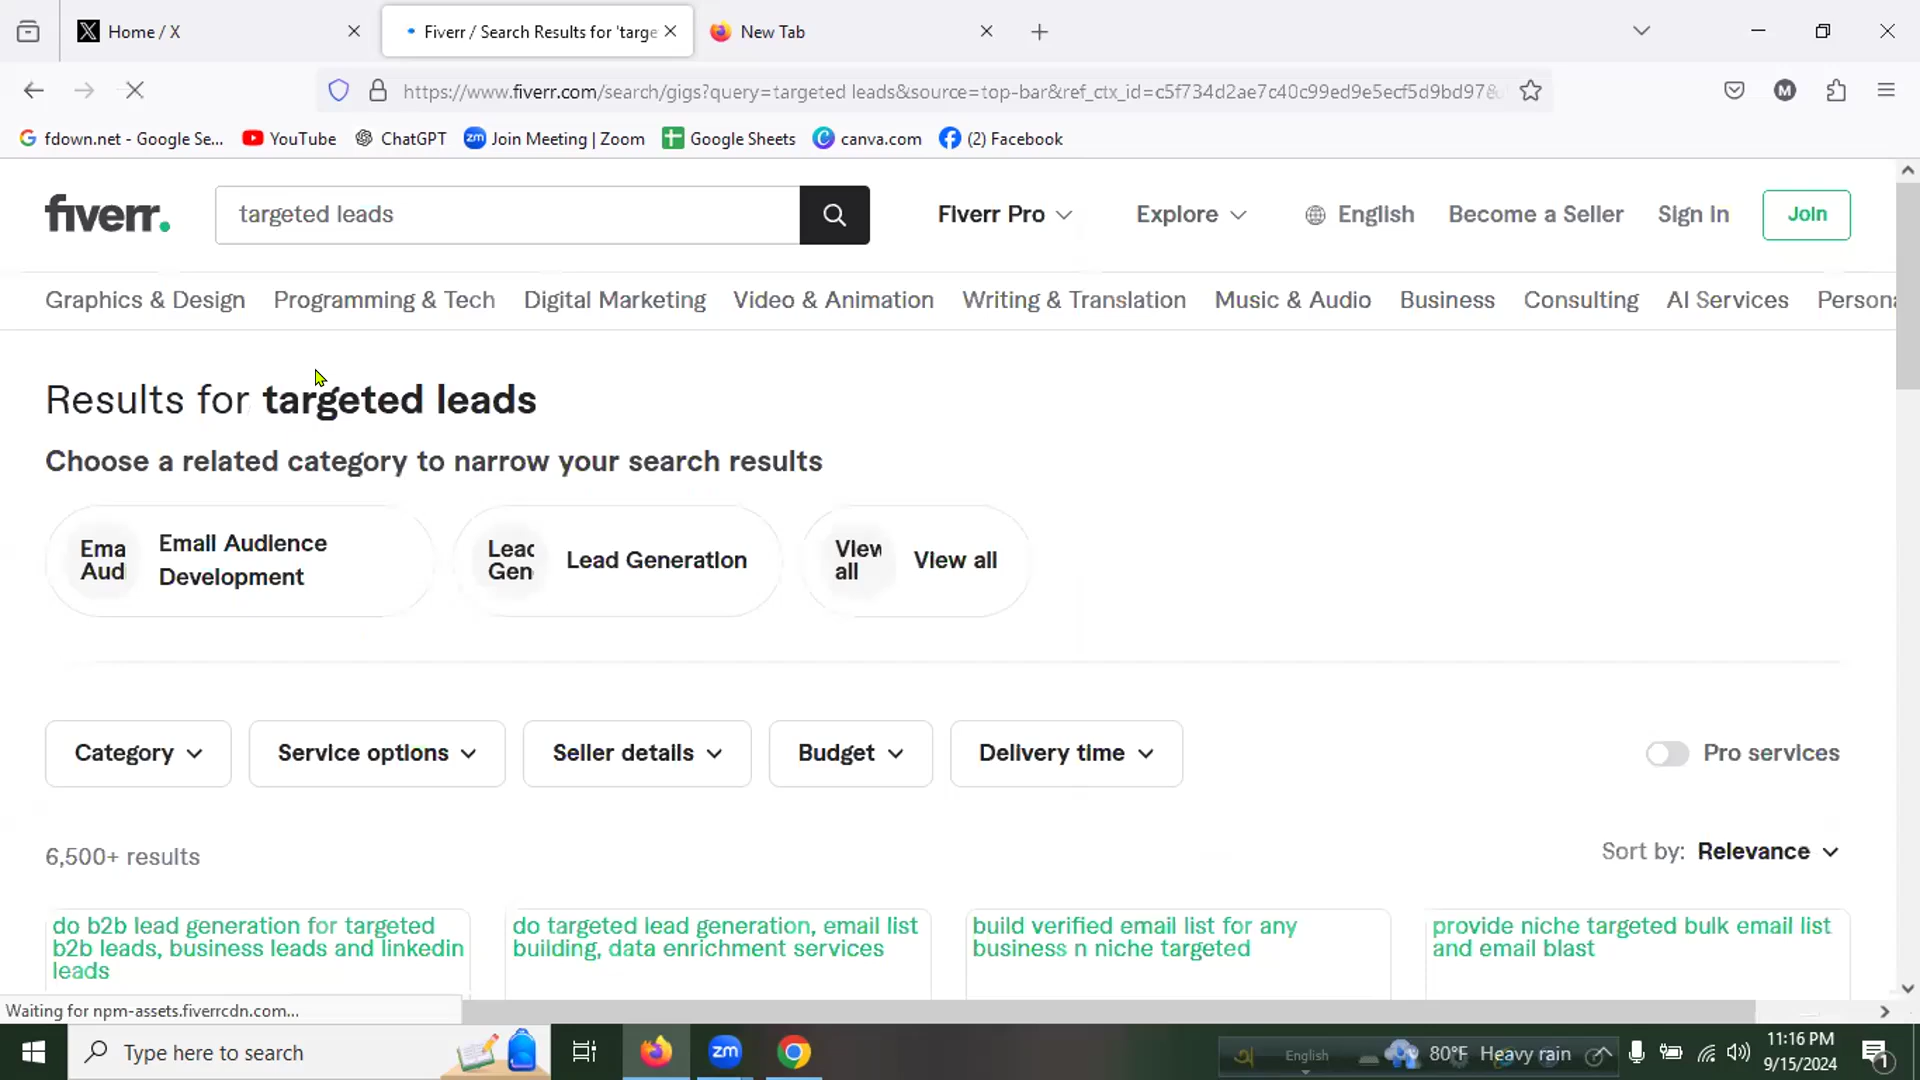 Home / X
Fiverr / Search Results for 'targe
New Tab
https://www.fiverr.com/search/gigs?query=targeted leads&source=top-bar&ref_ctx_id=c5f734d2ae7c40c99ed9e5ecf5d9bd97&
M
fdown.net - Google Se...
YouTube
ChatGPT
zm
Join Meeting | Zoom
Google Sheets
canva.com
(2) Facebook
fiverr.
targeted leads
Fiverr Pro
Explore
English
Become a Seller
Sign In
Join
Graphics & Design
Programming & Tech
Digital Marketing
Video & Animation
Writing & Translation
Music & Audio
Business
Consulting
AI Services
Persona
Results for targeted leads
Choose a related category to narrow your search results
Ema
Aud
Email Audience
Development
Lead
Gen
Lead Generation
View
all
View all
Category
Service options
Seller details
Budget
Delivery time
Pro services
6,500+ results
Sort by: Relevance
do b2b lead generation for targeted
b2b leads, business leads and linkedin
leads
do targeted lead generation, email list
building, data enrichment services
build verified email list for any
business n niche targeted
provide niche targeted bulk email list
and email blast
Waiting for npm-assets.fiverrcdn.com...
Type here to search
zm
English
80°F Heavy rain
11:16 PM
9/15/2024
1